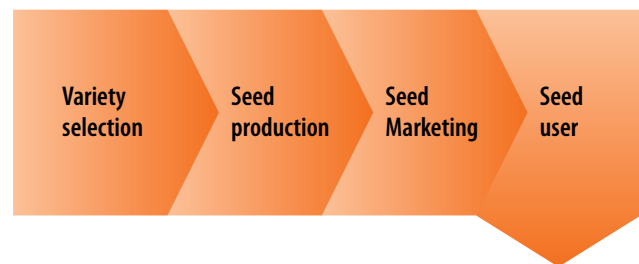 Variety
selection
Seed
production
Seed
Marketing
Seed
user